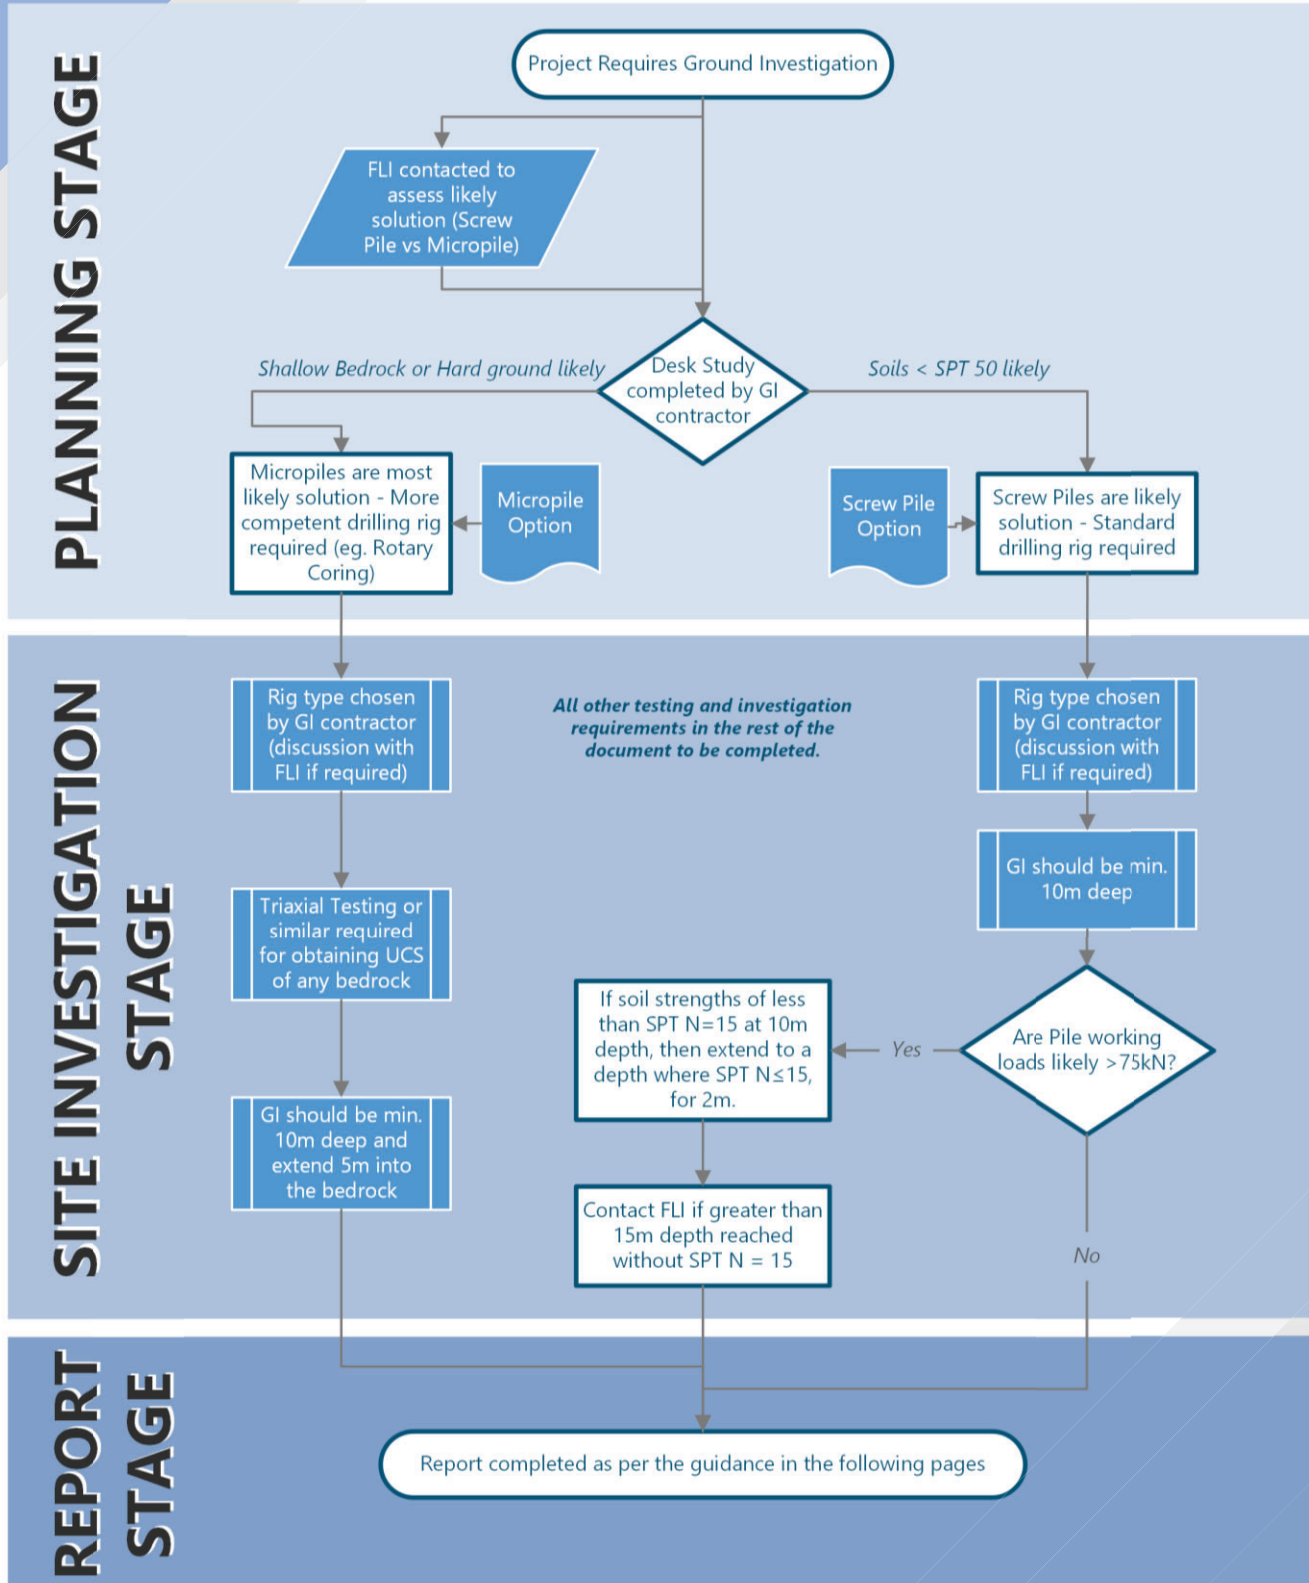 PLANNING STAGE
Project Requires Ground Investigation
FLI contacted to
assess likely
solution (Screw
Pile vs Micropile)
Shallow Bedrock or Hard ground likely
Desk Study
completed by GI
contractor
Soils < SPT 50 likely
Micropiles are most
likely solution - More
competent drilling rig
required (eg. Rotary
Coring)
Micropile
Option
Screw Pile
Option
Screw Piles are likely
solution - Standard
drilling rig required
SITE INVESTIGATION
STAGE
Rig type chosen
by GI contractor
(discussion with
FLI if required)
All other testing and investigation
requirements in the rest of the
document to be completed.
Rig type chosen
by GI contractor
(discussion with
FLI if required)
Triaxial Testing or
similar required
for obtaining UCS
of any bedrock
GI should be min.
10m deep
GI should be min.
10m deep and
extend 5m into
the bedrock
If soil strengths of less
than SPT N=15 at 10m
depth, then extend to a
depth where SPT N≤15,
for 2m.
Yes
Are Pile working
loads likely >75kN?
Contact FLI if greater than
15m depth reached
without SPT N = 15
No
REPORT
STAGE
Report completed as per the guidance in the following pages